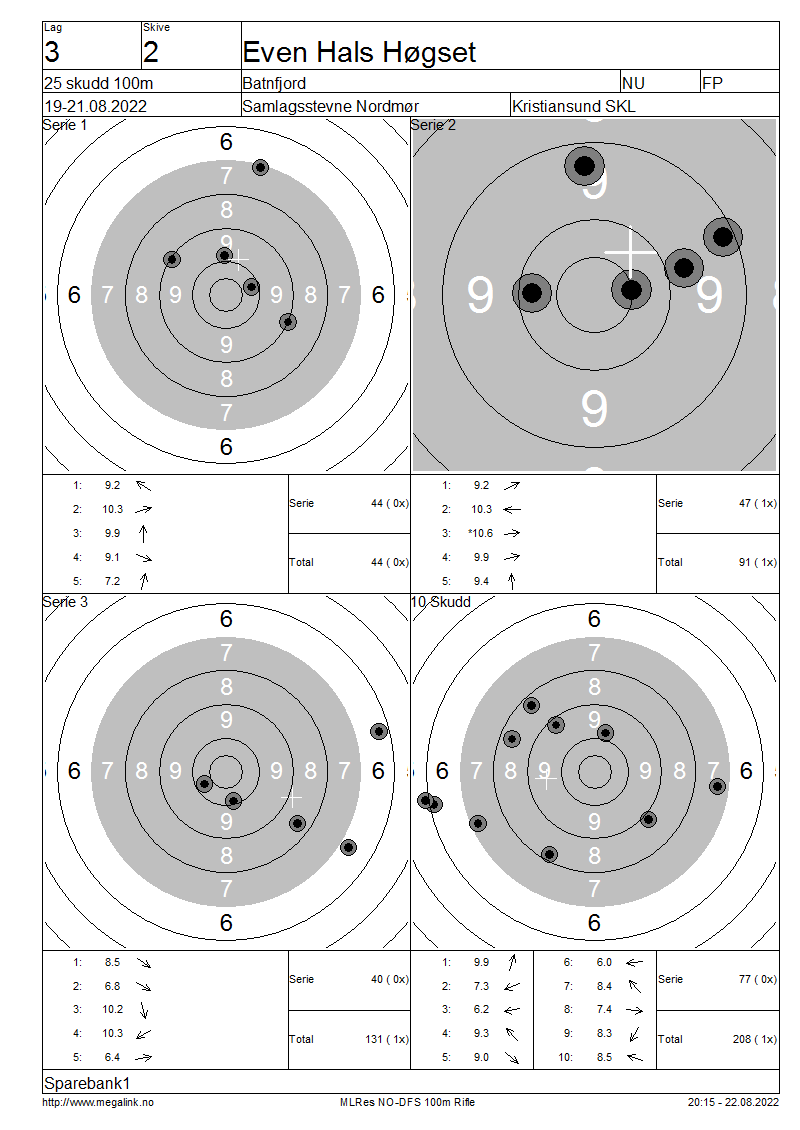 Lag Skive
3 2 Even Hals Høgset
25 skudd 100m Batnfjord NU FP
19-21.08.2022 Samlagsstevne Nordmør Kristiansund SKL
Serie 1 Serie 2
6
7
8
9
6 7 8 9 9 8 7 6
9
8
7
6
9
9 9
9
1: 9.2
2: 10.3
3: 9.9
4: 9.1
5: 7.2
Serie 44 ( 0x)
Total 44 ( 0x)
1: 9.2
2: 10.3
3: *10.6
4: 9.9
5: 9.4
Serie 47 ( 1x)
Total 91 ( 1x)
Serie 3 10 Skudd
6
7
8
9
6 7 8 9 9 8 7 6
9
8
7
6
6
7
8
9
6 7 8 9 9 8 7 6
9
8
7
6
1: 8.5
2: 6.8
3: 10.2
4: 10.3
5: 6.4
Serie 40 ( 0x)
Total 131 ( 1x)
1: 9.9 6: 6.0
2: 7.3 7: 8.4
3: 6.2 8: 7.4
4: 9.3 9: 8.3
5: 9.0 10: 8.5
Serie 77 ( 0x)
Total 208 ( 1x)
Sparebank1
http://www.megalink.no MLRes NO-DFS 100m Rifle 20:15 - 22.08.2022